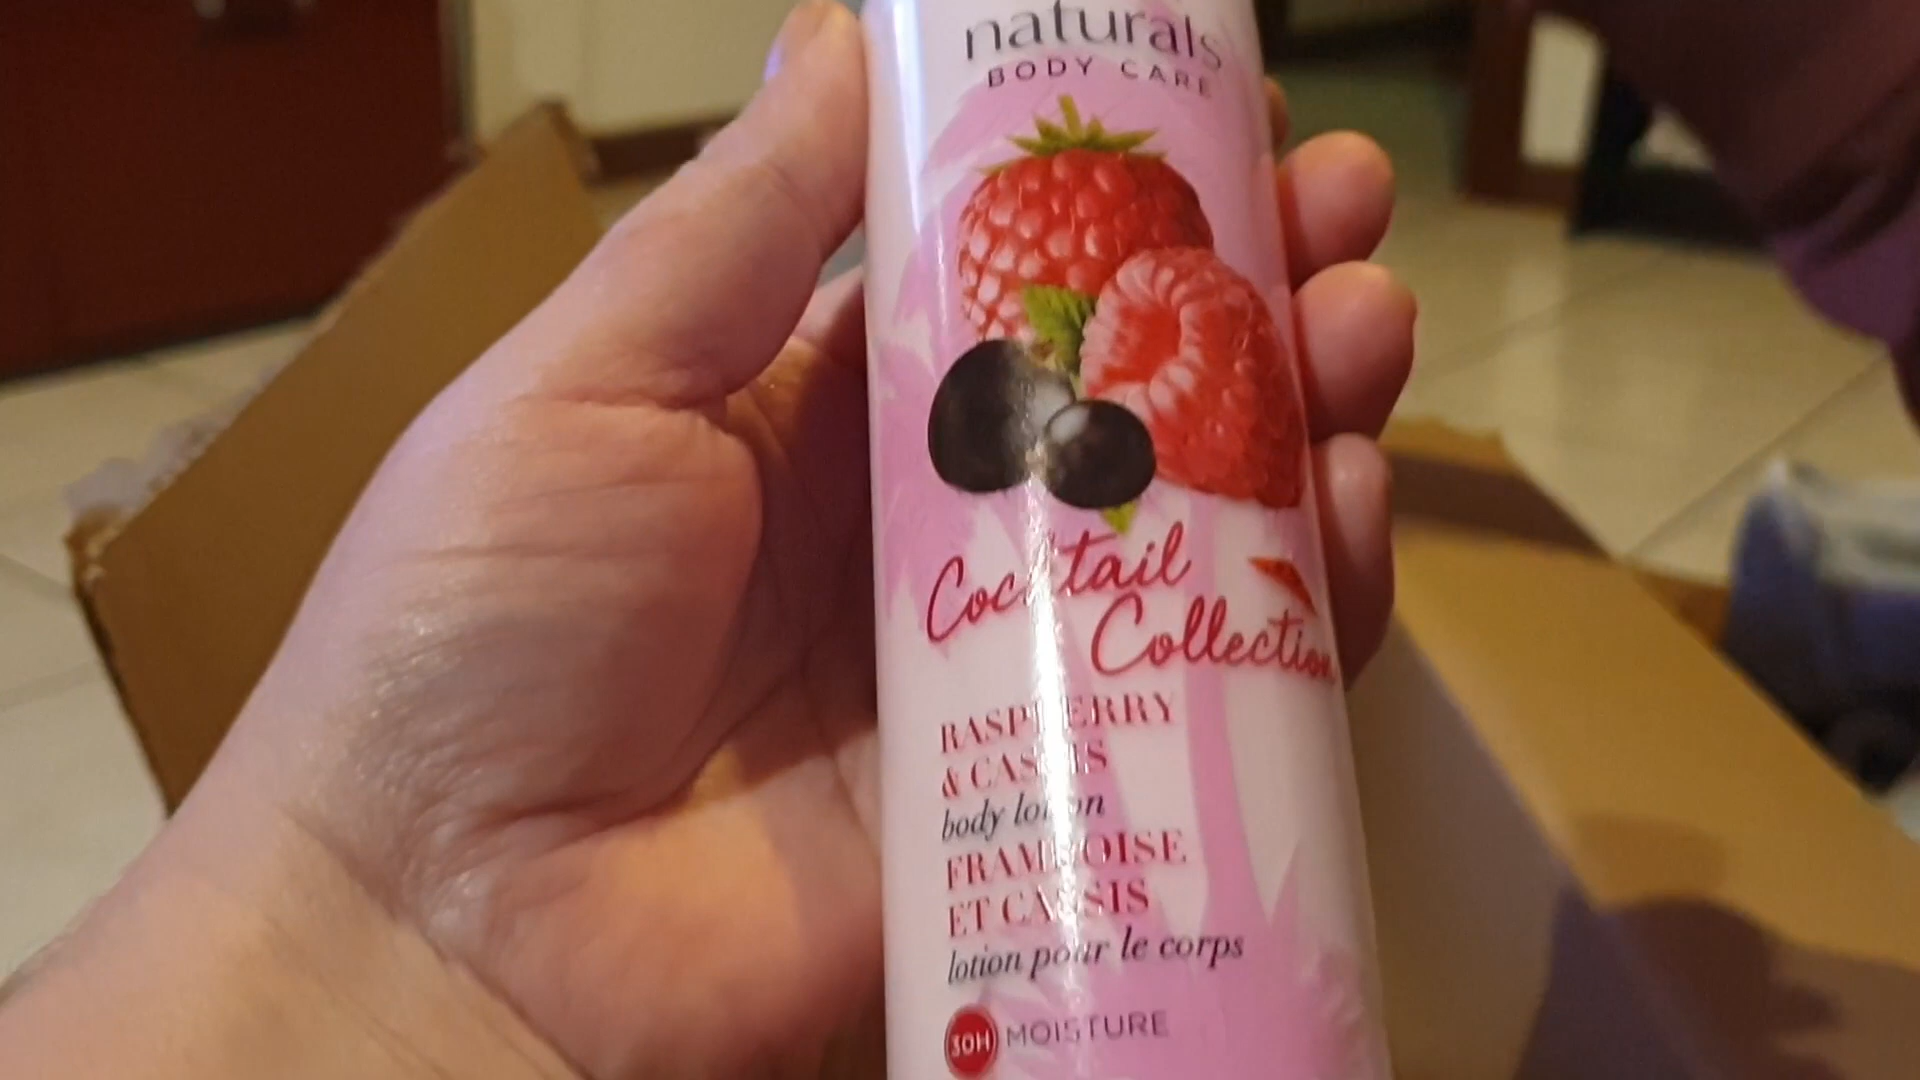 naturals
BODY CARE
Cocktail
Collection
RASPBERRY
& CASSIS
body lotion
FRAMBOISE
ET CASSIS
lotion pour le corps
30H MOISTURE